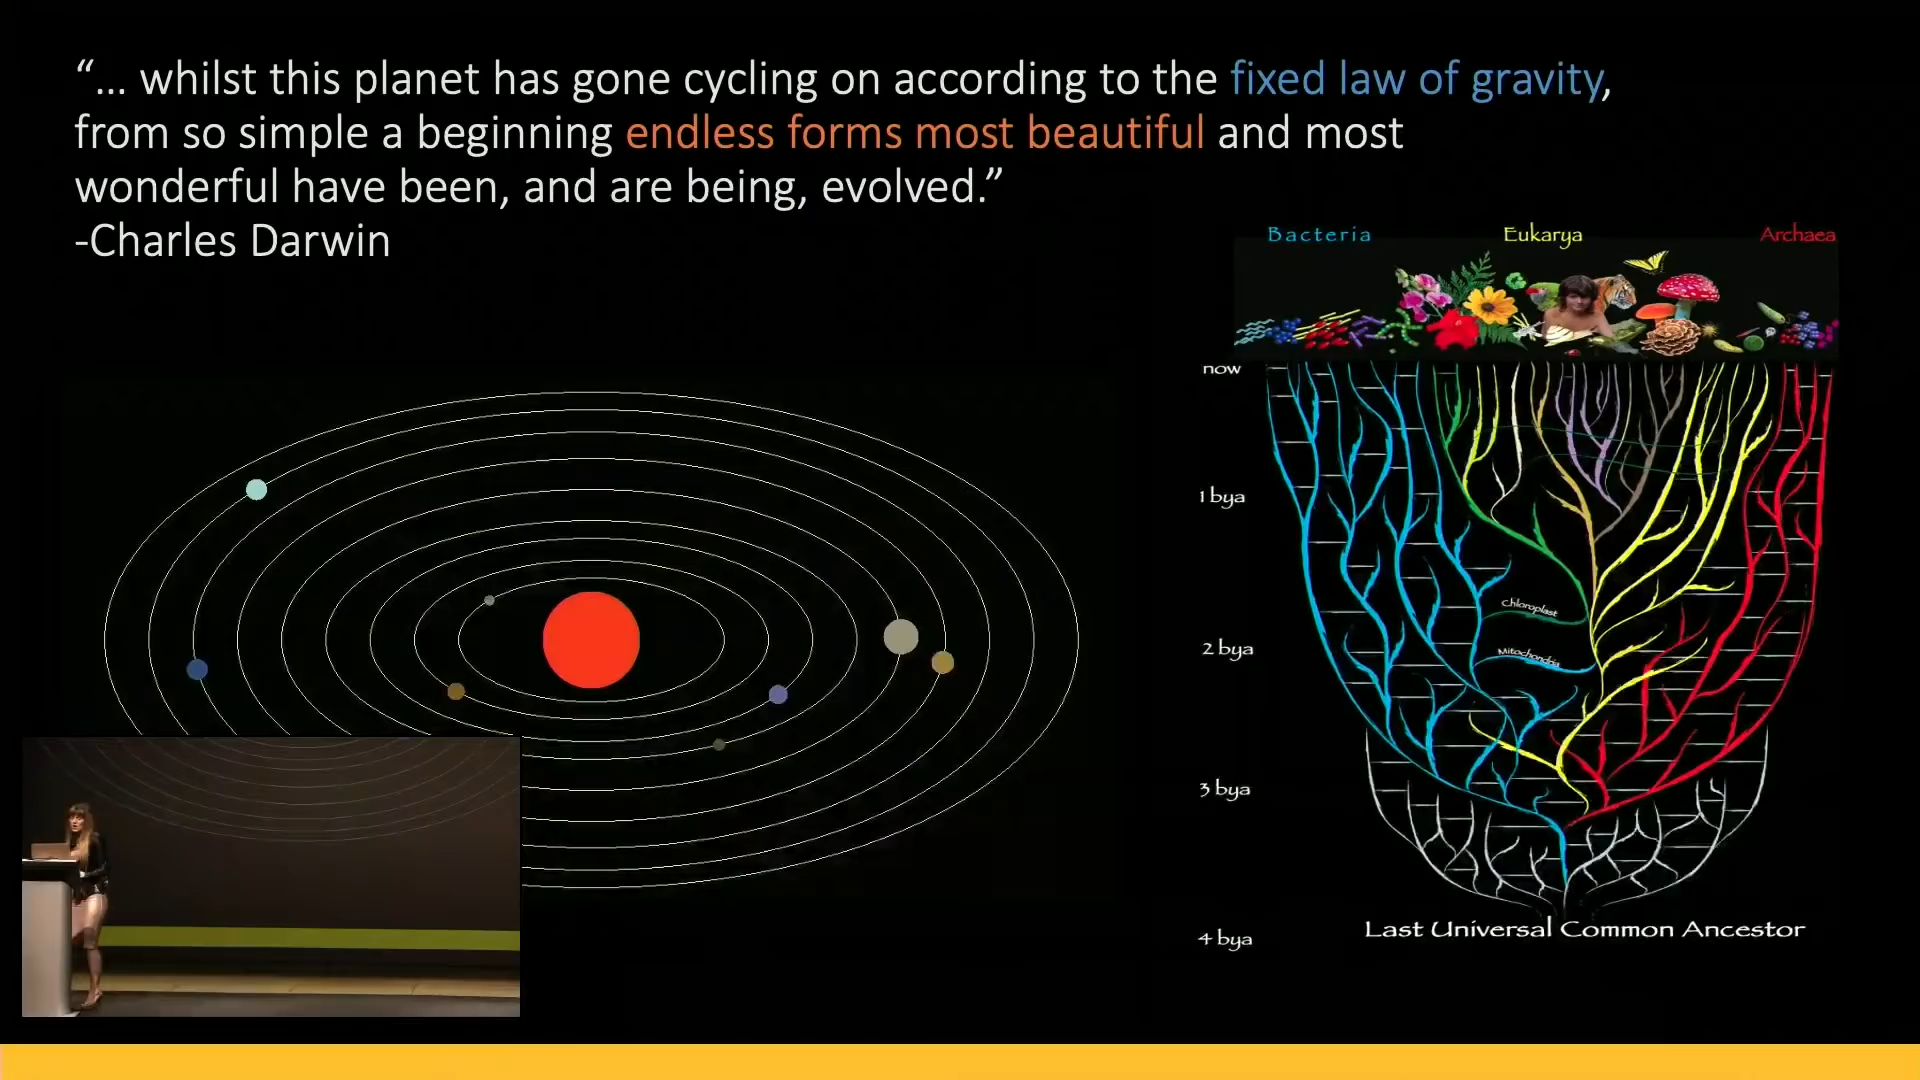 “... whilst this planet has gone cycling on according to the fixed law of gravity,
from so simple a beginning endless forms most beautiful and most
wonderful have been, and are being, evolved.”
-Charles Darwin
Bacteria Eukarya Archaea
now
1 bya
Chloroplast
2 bya
Mitochondria
3 bya
Last Universal Common Ancestor
4 bya